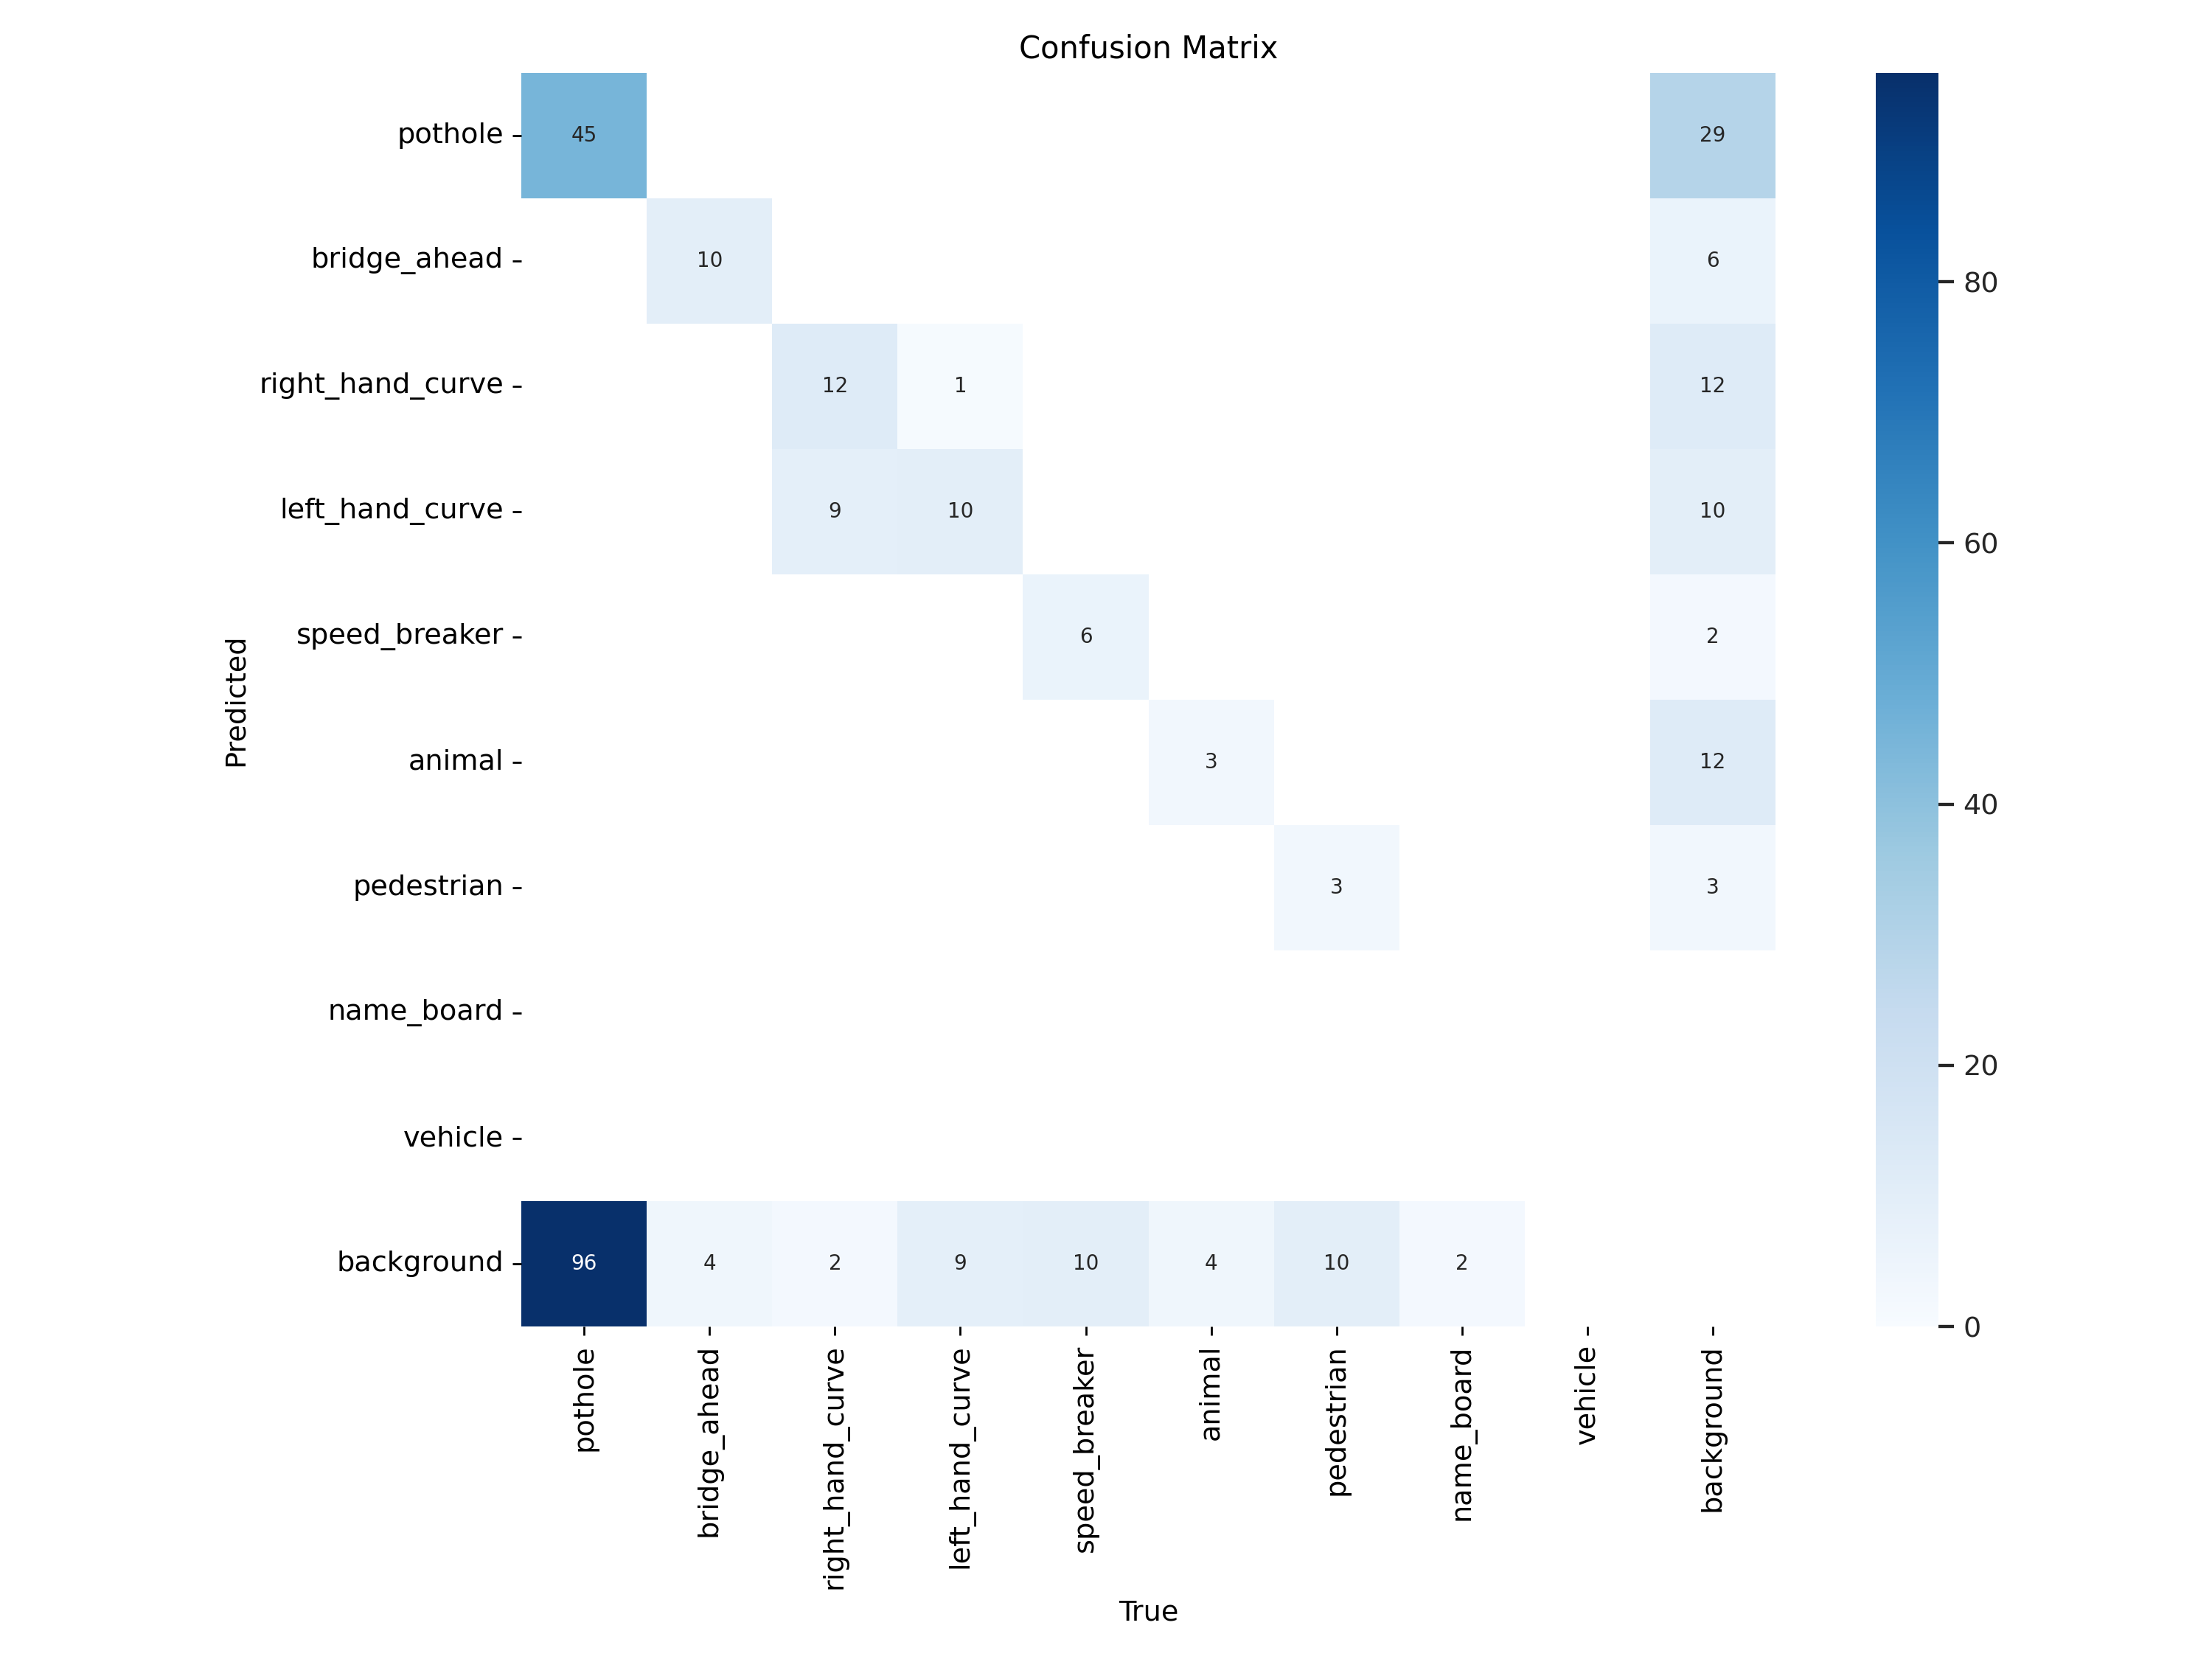 Confusion Matrix
pothole 45 29
bridge_ahead 10 6
right_hand_curve 12 1 12
left_hand_curve 9 10 10
speed_breaker 6 2
animal 3 12
pedestrian 3 3
name_board
vehicle
background 96 4 2 9 10 4 10 2
Predicted
pothole bridge_ahead right_hand_curve left_hand_curve speed_breaker animal pedestrian name_board vehicle background
True
80
60
40
20
0